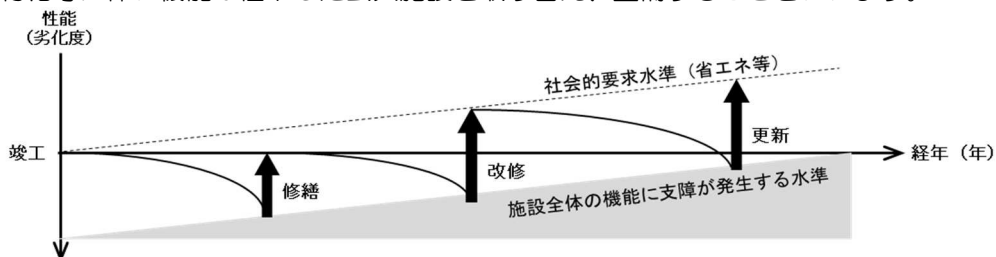 性能
(劣化度)
社会的要求水準（省エネ等）
竣工
修繕
改修
更新
経年（年）
施設全体の機能に支障が発生する水準